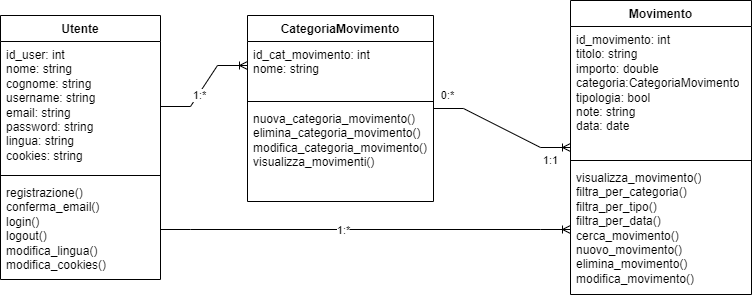 Utente
id_user: int
nome: string
cognome: string
username: string
email: string
password: string
lingua: string
cookies: string
registrazione()
conferma_email()
login()
logout()
modifica_lingua()
modifica_cookies()
1:*
CategoriaMovimento
id_cat_movimento: int
nome: string
nuova_categoria_movimento()
elimina_categoria_movimento()
modifica_categoria_movimento()
visualizza_movimenti()
0:*
1:1
1:*
Movimento
id_movimento: int
titolo: string
importo: double
categoria:CategoriaMovimento
tipologia: bool
note: string
data: date
visualizza_movimento()
filtra_per_categoria()
filtra_per_tipo()
filtra_per_data()
cerca_movimento()
nuovo_movimento()
elimina_movimento()
modifica_movimento()